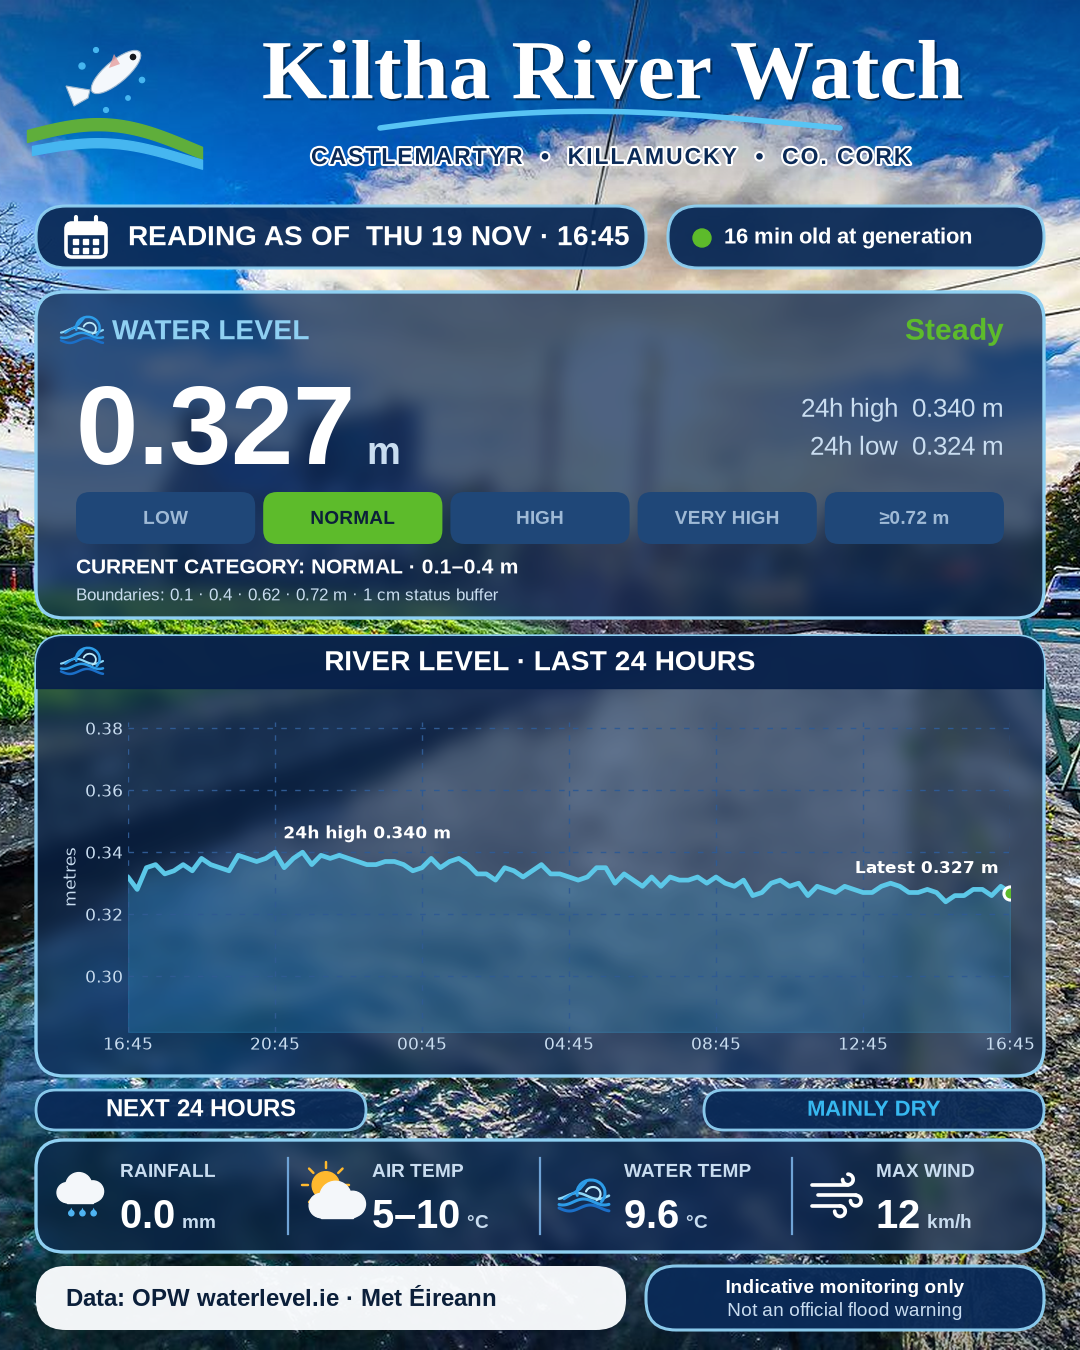 Kiltha River Watch
CASTLEMARTYR • KILLAMUCKY • CO. CORK
READING AS OF THU 19 NOV · 16:45
16 min old at generation
WATER LEVEL
Steady
0.327 m
24h high 0.340 m
24h low 0.324 m
LOW
NORMAL
HIGH
VERY HIGH
≥0.72 m
CURRENT CATEGORY: NORMAL · 0.1–0.4 m
Boundaries: 0.1 · 0.4 · 0.62 · 0.72 m · 1 cm status buffer
RIVER LEVEL · LAST 24 HOURS
0.38
0.36
0.34
0.32
0.30
metres
24h high 0.340 m
Latest 0.327 m
16:45 20:45 00:45 04:45 08:45 12:45 16:45
NEXT 24 HOURS
MAINLY DRY
RAINFALL
0.0 mm
AIR TEMP
5–10 °C
WATER TEMP
9.6 °C
MAX WIND
12 km/h
Data: OPW waterlevel.ie · Met Éireann
Indicative monitoring only
Not an official flood warning